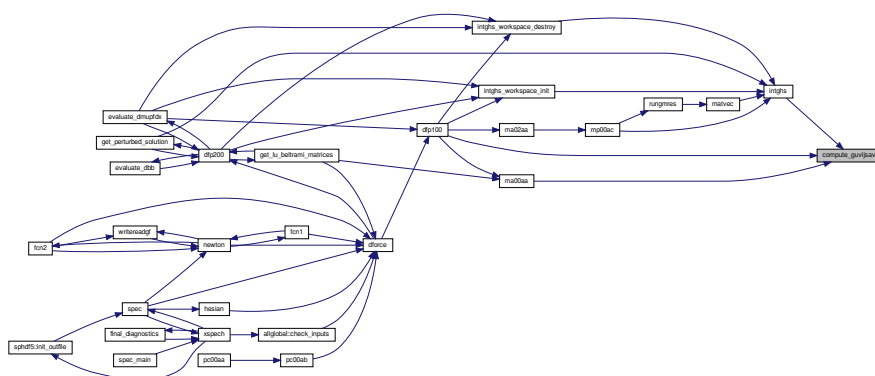 intghs_workspace_destroy
intghs_workspace_init
intghs
rungmres
matvec
evaluate_dmupfdx
dfp100
ma02aa
mp00ac
get_perturbed_solution
dfp200
get_lu_beltrami_matrices
compute_guvijsave
evaluate_dbb
ma00aa
writereadgf
fcn1
fcn2
newton
dforce
spec
hesian
final_diagnostics
xspech
allglobal::check_inputs
sphdf5::init_outfile
spec_main
pc00aa
pc00ab